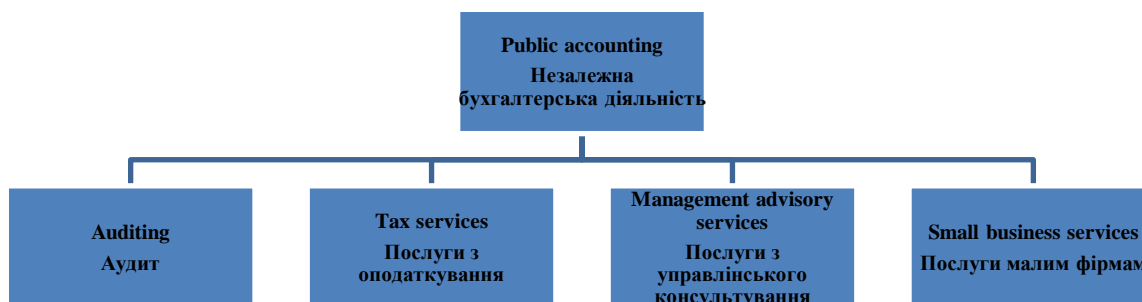 Public accounting
Незалежна
бухгалтерська діяльність
Auditing
Аудит
Tax services
Послуги з
оподаткування
Management advisory
services
Послуги з
управлінського
консультування
Small business services
Послуги малим фірмам